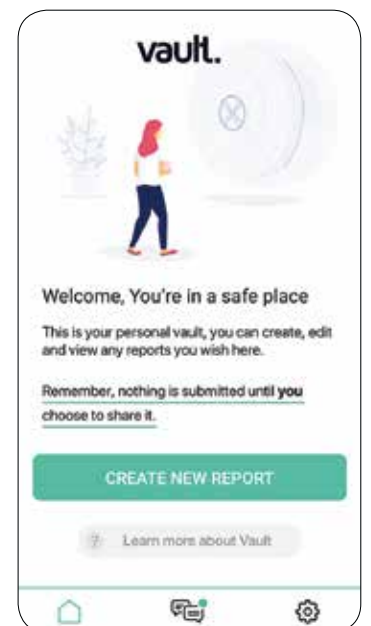 vault.
Welcome, You're in a safe place
This is your personal vault, you can create, edit
and view any reports you wish here.
Remember, nothing is submitted until you
choose to share it.
CREATE NEW REPORT
? Learn more about Vault